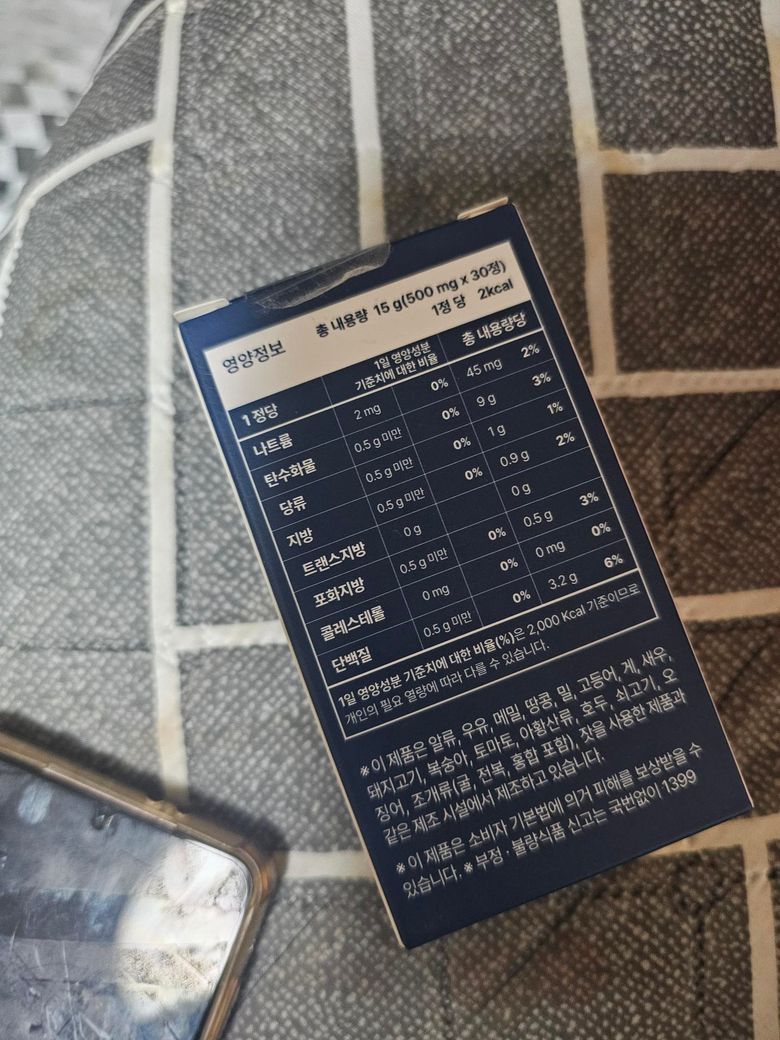 영양정보
총 내용량 15 g(500 mg x 30정)
1정 당 2kcal
1 정당 1일 영양성분 기준치에 대한 비율 총 내용량당
나트륨 2 mg 0% 45 mg 2%
탄수화물 0.5 g 미만 0% 9 g 3%
당류 0.5 g 미만 0% 1 g 1%
지방 0.5 g 미만 0% 0.9 g 2%
트랜스지방 0 g 0 g
포화지방 0.5 g 미만 0% 0.5 g 3%
콜레스테롤 0 mg 0% 0 mg 0%
단백질 0.5 g 미만 0% 3.2 g 6%
1일 영양성분 기준치에 대한 비율(%)은 2,000 Kcal 기준이므로
개인의 필요 열량에 따라 다를 수 있습니다.
※ 이 제품은 알류, 우유, 메밀, 땅콩, 밀, 고등어, 게, 새우,
돼지고기, 복숭아, 토마토, 아황산류, 호두, 쇠고기, 오
징어, 조개류(굴, 전복, 홍합 포함), 잣을 사용한 제품과
같은 제조 시설에서 제조하고 있습니다.
※ 이 제품은 소비자 기본법에 의거 피해를 보상받을 수
있습니다. ※ 부정 · 불량식품 신고는 국번없이 1399